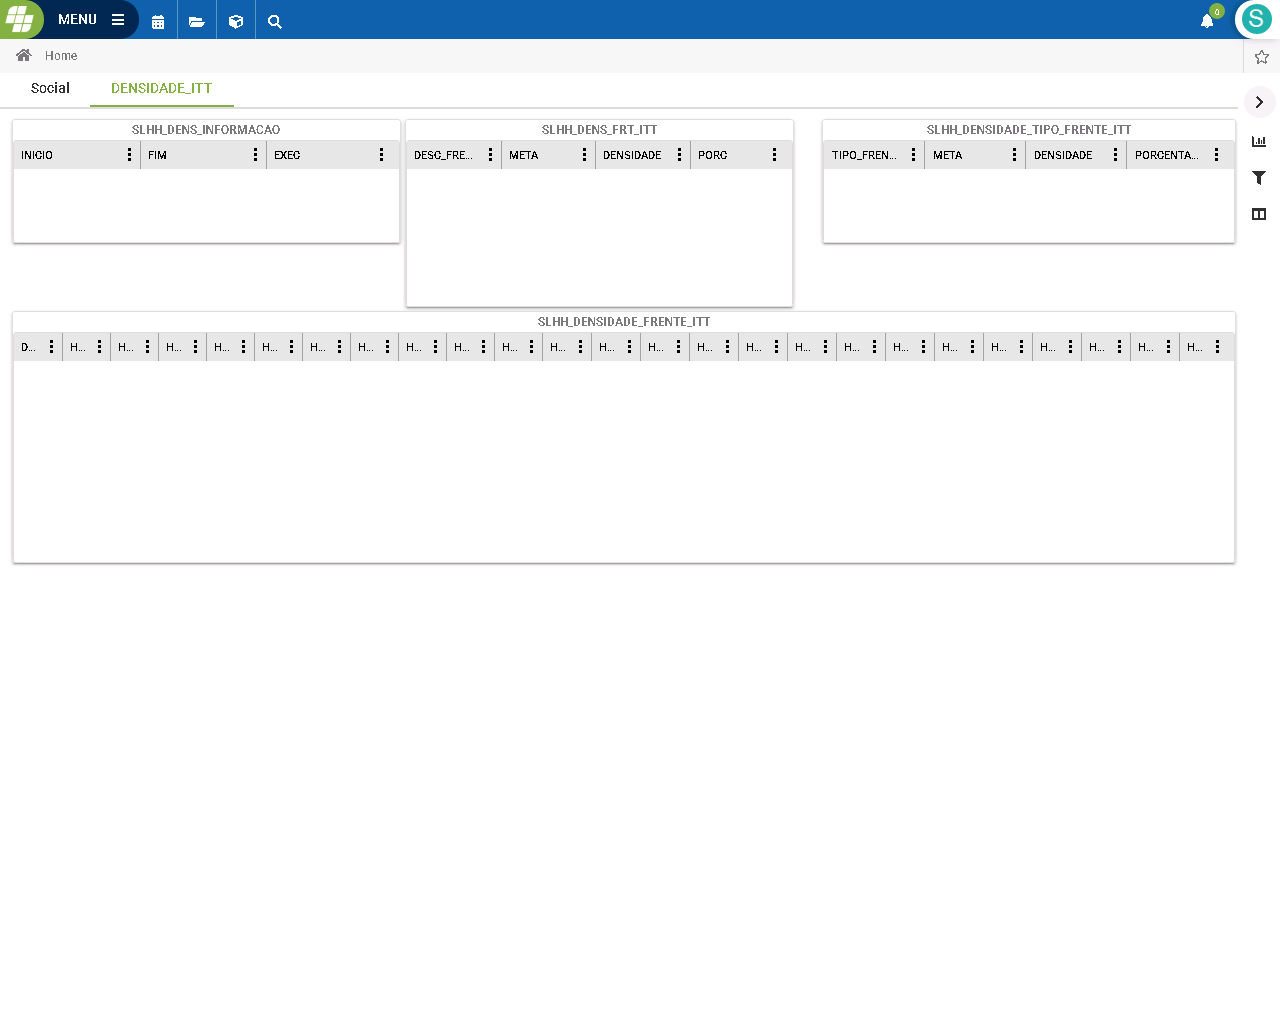 MENU
0
S
Home
Social DENSIDADE_ITT
SLHH_DENS_INFORMACAO
INICIO FIM EXEC
SLHH_DENS_FRT_ITT
DESC_FRE... META DENSIDADE PORC
SLHH_DENSIDADE_TIPO_FRENTE_ITT
TIPO_FREN... META DENSIDADE PORCENTA...
SLHH_DENSIDADE_FRENTE_ITT
D... H... H... H... H... H... H... H... H... H... H... H... H... H... H... H... H... H... H... H... H... H... H... H... H...